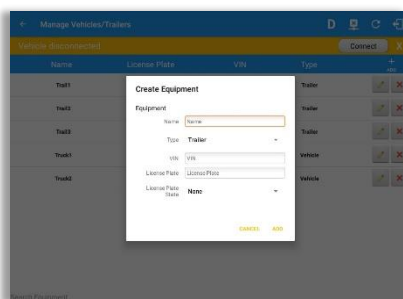 ← Manage Vehicles/Trailers D
Vehicle disconnected Connect X
Name License Plate VIN Type +
Trail1 Trailer
Trail2 Trailer
Trail3 Trailer
Truck1 Vehicle
Truck2 Vehicle
Create Equipment
Equipment
Name Name
Type Trailer
VIN VIN
License Plate License Plate
License Plate State None
CANCEL ADD
Search Equipment